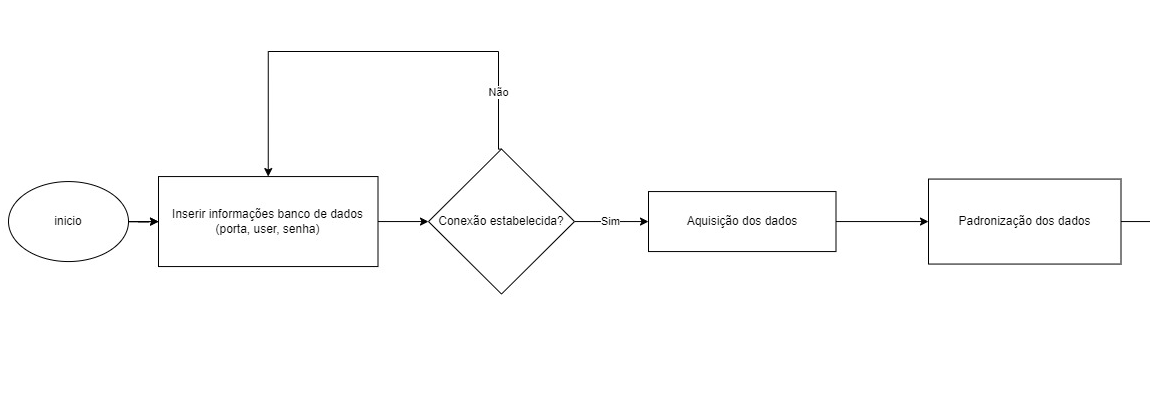 Não
inicio
Inserir informações banco de dados
(porta, user, senha)
Conexão estabelecida?
Sim
Aquisição dos dados
Padronização dos dados